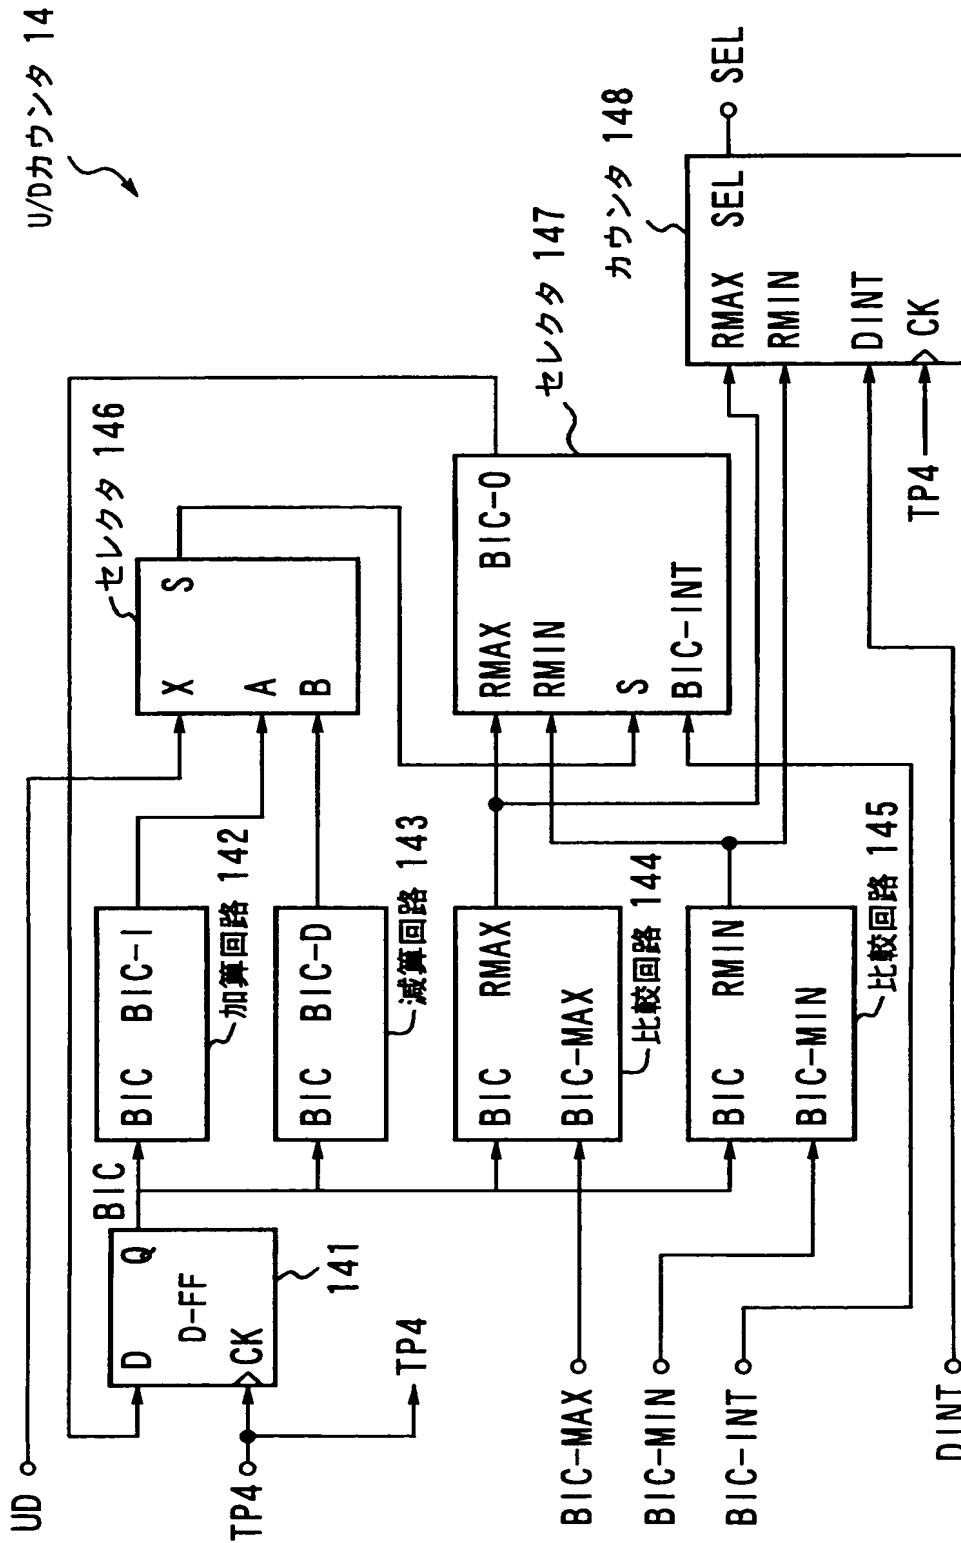 U/Dカウンタ 14
UD
TP4
D
Q
D-FF
CK
141
TP4
BIC
BIC
BIC-I
加算回路 142
BIC
BIC-D
減算回路 143
BIC
RMAX
BIC-MAX
比較回路 144
BIC
RMIN
BIC-MIN
比較回路 145
X
S
A
B
セレクタ 146
RMAX
BIC-O
RMIN
S
BIC-INT
セレクタ 147
RMAX
SEL
RMIN
DINT
CK
カウンタ 148
SEL
TP4
BIC-MAX
BIC-MIN
BIC-INT
DINT